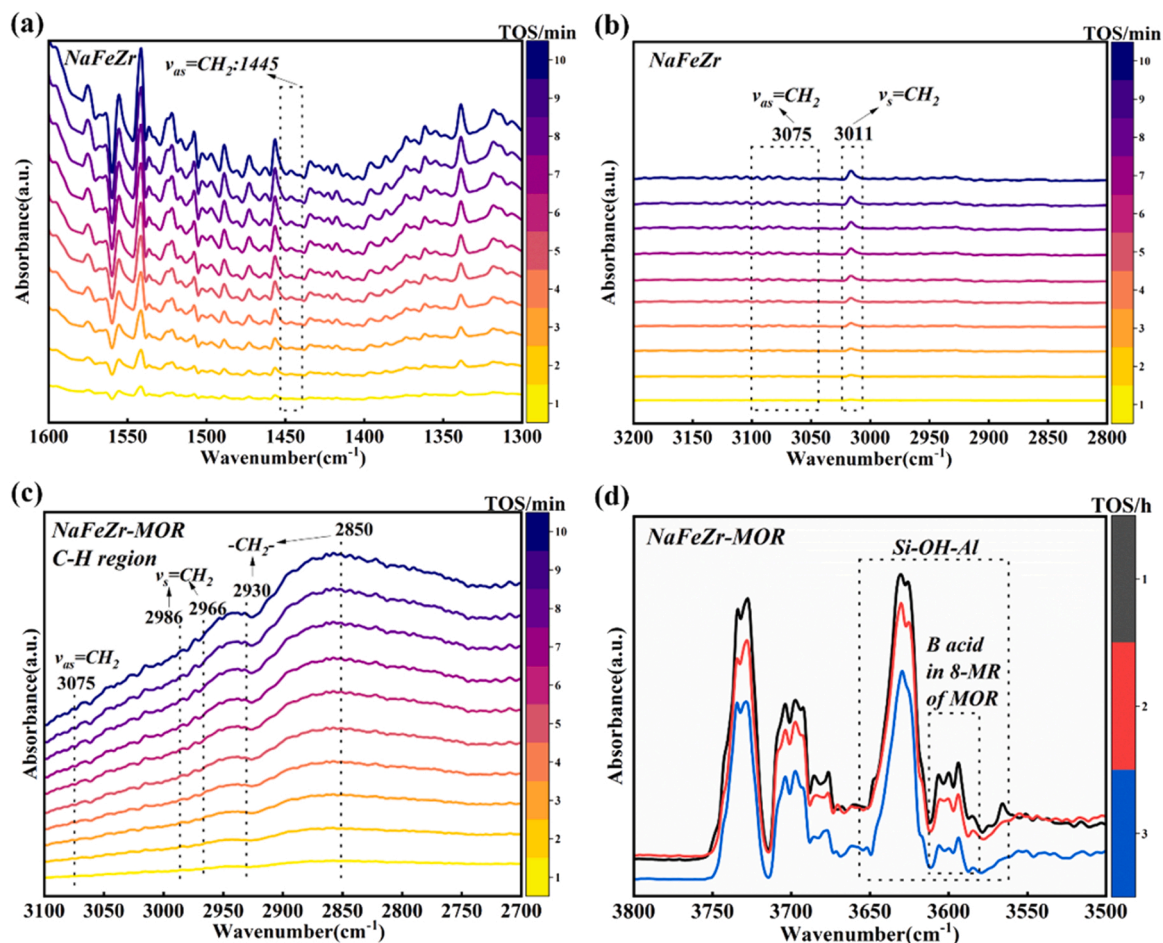 (a)
TOS/min
NaFeZr
νas=CH2:1445
Absorbance(a.u.)
10
9
8
7
6
5
4
3
2
1
1600 1550 1500 1450 1400 1350 1300
Wavenumber(cm-1)
(b)
TOS/min
NaFeZr
νas=CH2
νs=CH2
3075
3011
Absorbance(a.u.)
10
9
8
7
6
5
4
3
2
1
3200 3150 3100 3050 3000 2950 2900 2850 2800
Wavenumber(cm-1)
(c)
TOS/min
NaFeZr-MOR
C-H region
-CH2-
2850
νs=CH2
2930
2986
2966
νas=CH2
3075
Absorbance(a.u.)
10
9
8
7
6
5
4
3
2
1
3100 3050 3000 2950 2900 2850 2800 2750 2700
Wavenumber(cm-1)
(d)
TOS/h
NaFeZr-MOR
Si-OH-Al
B acid
in 8-MR
of MOR
Absorbance(a.u.)
1
2
3
3800 3750 3700 3650 3600 3550 3500
Wavenumber(cm-1)